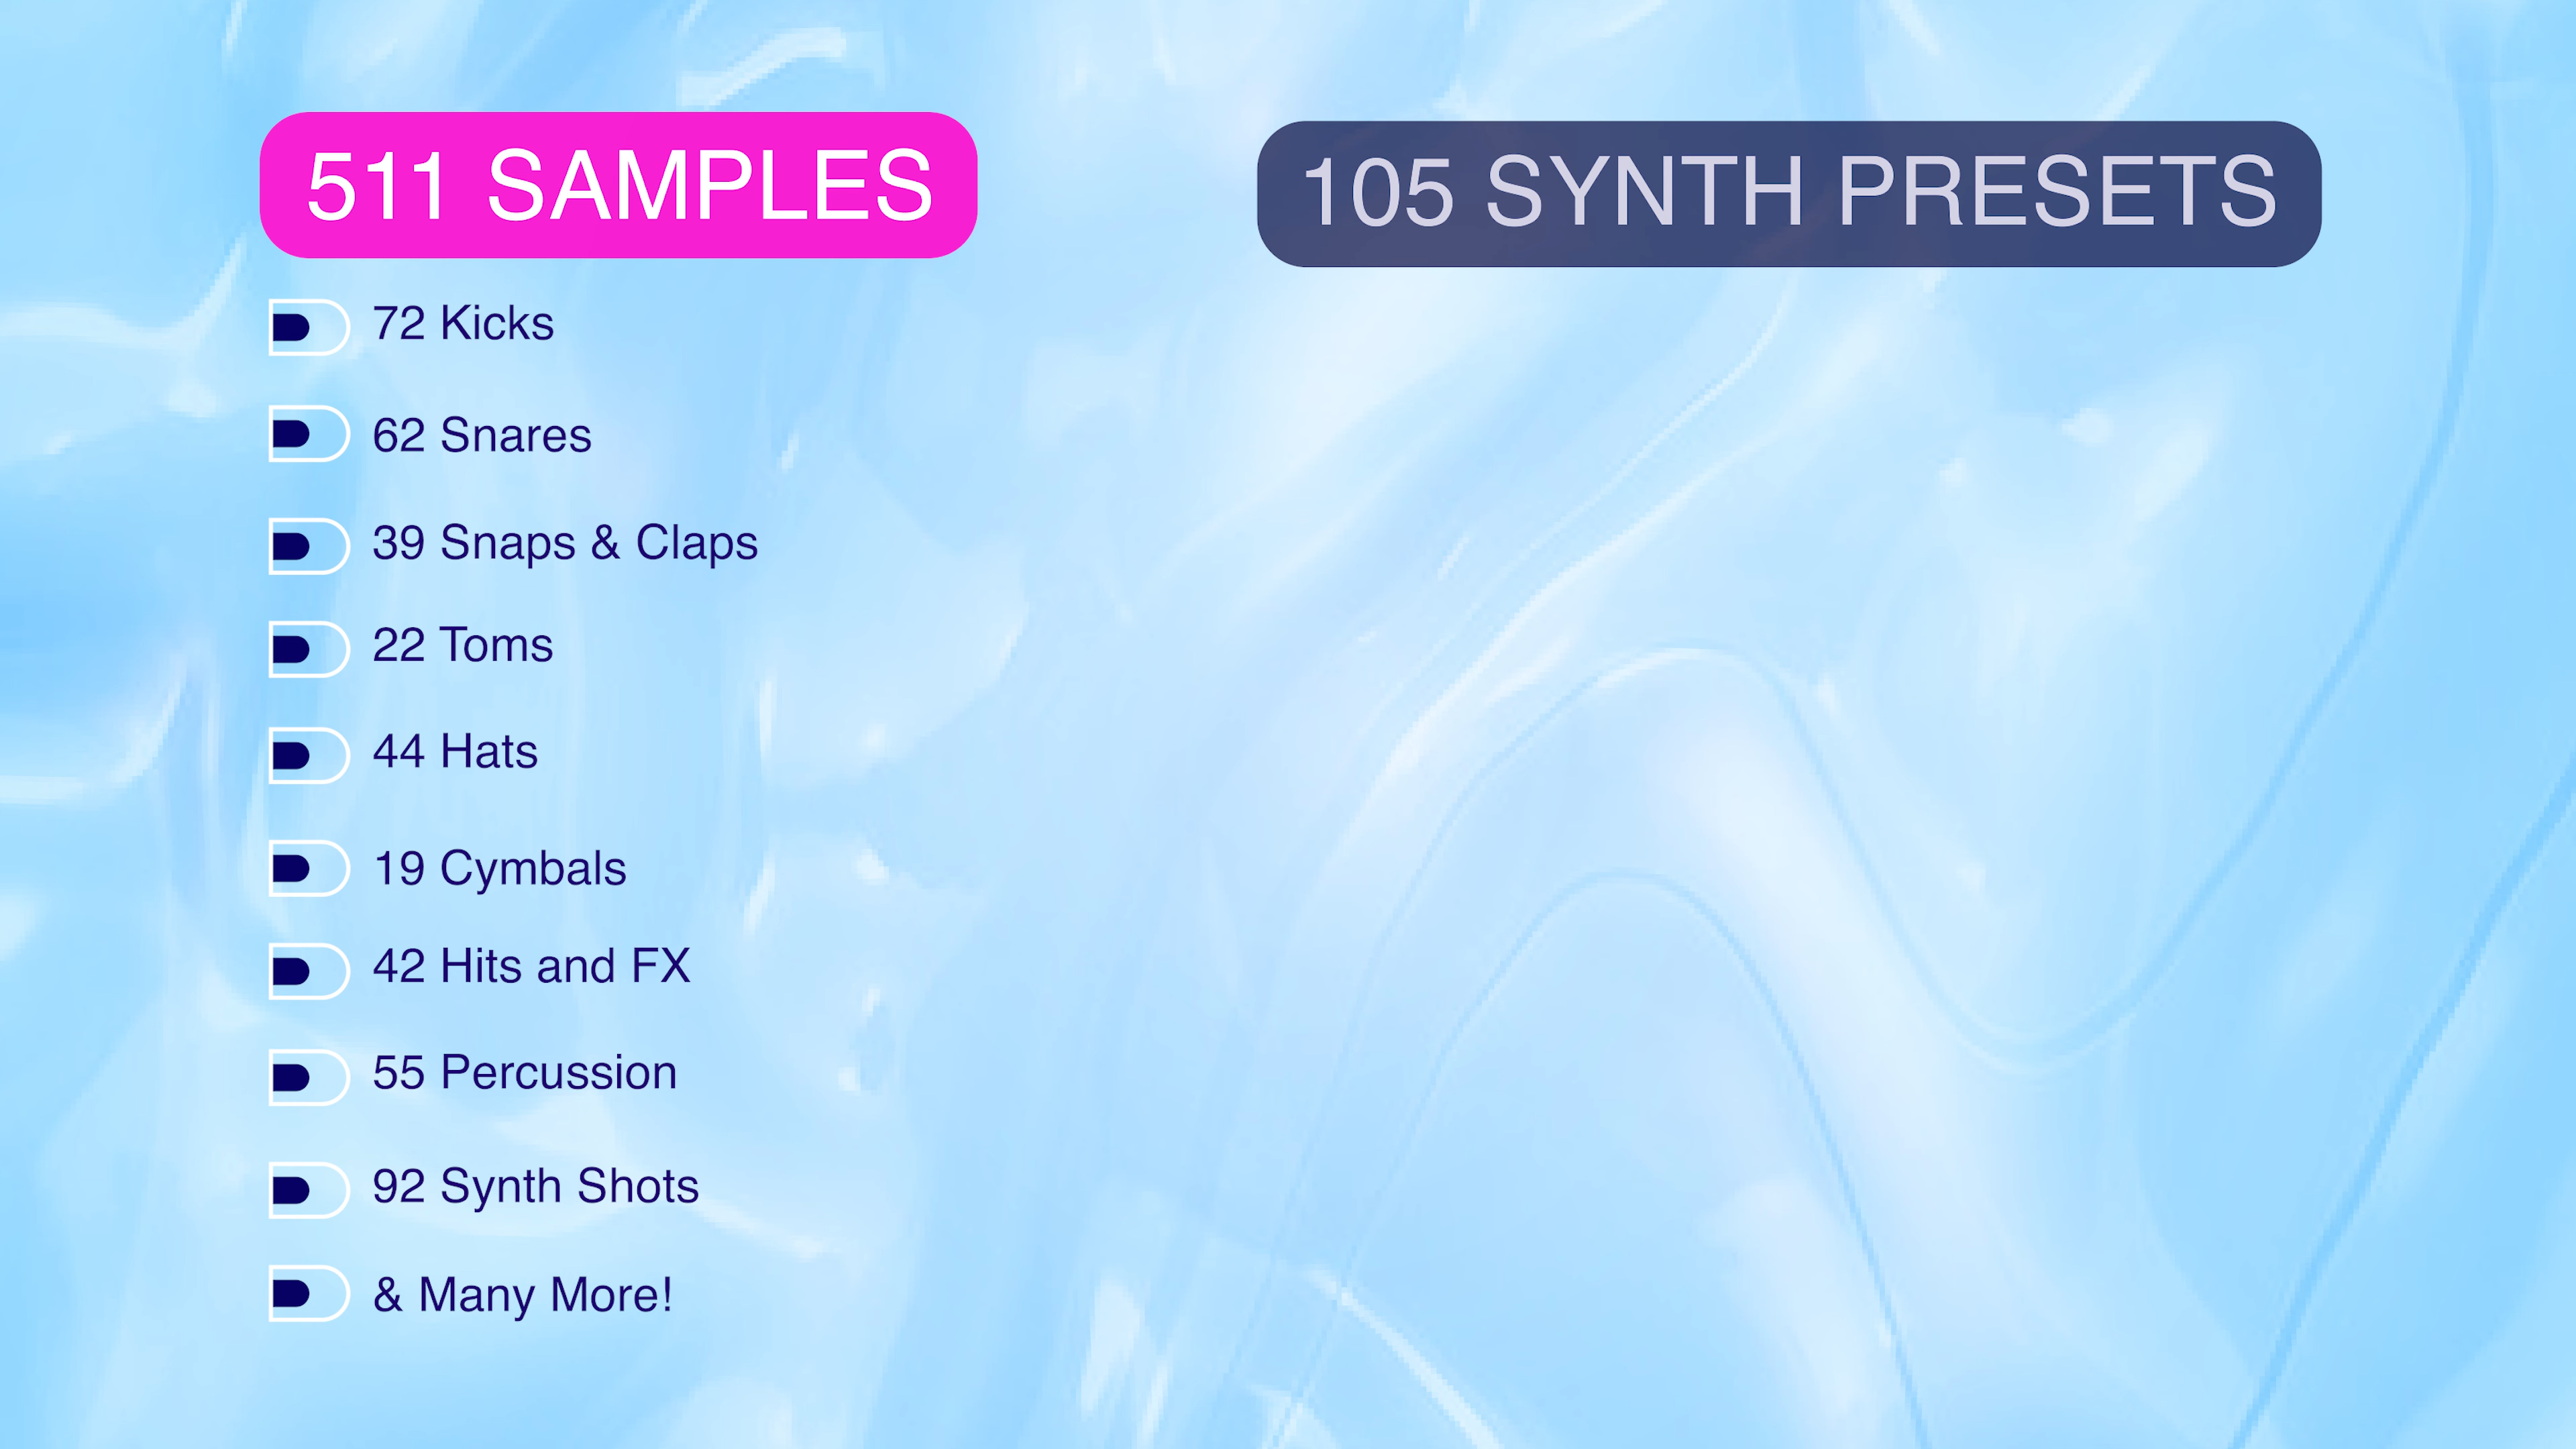 511 SAMPLES
72 Kicks
62 Snares
39 Snaps & Claps
22 Toms
44 Hats
19 Cymbals
42 Hits and FX
55 Percussion
92 Synth Shots
& Many More!
105 SYNTH PRESETS